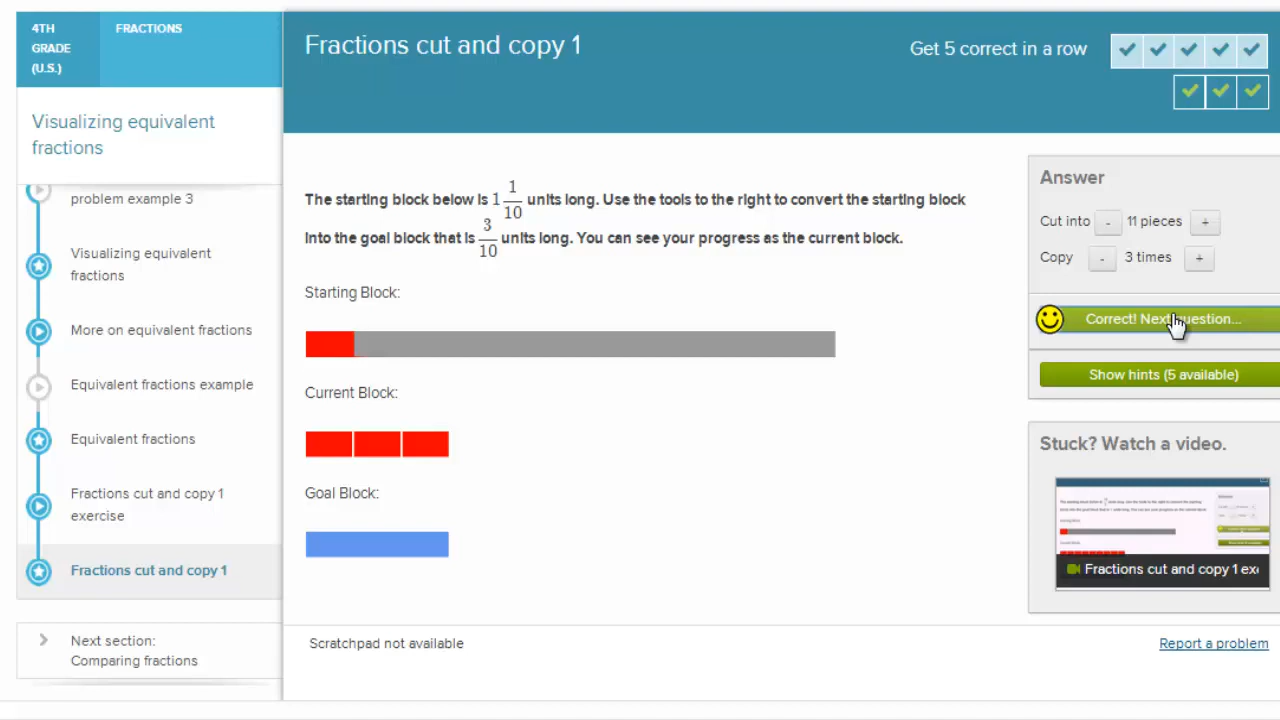 4TH
GRADE
(U.S.)
FRACTIONS
Visualizing equivalent
fractions
problem example 3
Visualizing equivalent
fractions
More on equivalent fractions
Equivalent fractions example
Equivalent fractions
Fractions cut and copy 1
exercise
Fractions cut and copy 1
Next section:
Comparing fractions
Fractions cut and copy 1
Get 5 correct in a row
The starting block below is 1 1/10 units long. Use the tools to the right to convert the starting block
into the goal block that is 3/10 units long. You can see your progress as the current block.
Starting Block:
Current Block:
Goal Block:
Scratchpad not available
Answer
Cut into - 11 pieces +
Copy - 3 times +
Correct! Next question...
Show hints (5 available)
Stuck? Watch a video.
Fractions cut and copy 1 exe
Report a problem